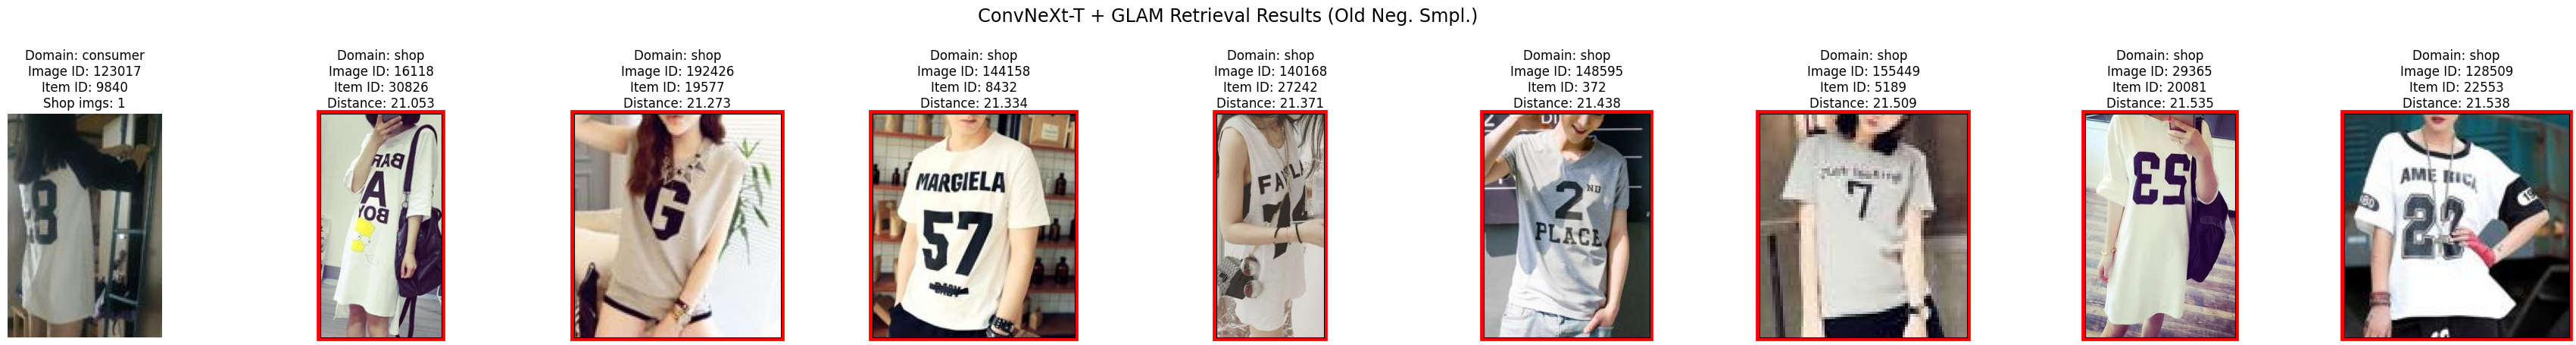 ConvNeXt-T + GLAM Retrieval Results (Old Neg. Smpl.)
Domain: consumer
Image ID: 123017
Item ID: 9840
Shop imgs: 1
Domain: shop
Image ID: 16118
Item ID: 30826
Distance: 21.053
Domain: shop
Image ID: 192426
Item ID: 19577
Distance: 21.273
Domain: shop
Image ID: 144158
Item ID: 8432
Distance: 21.334
Domain: shop
Image ID: 140168
Item ID: 27242
Distance: 21.371
Domain: shop
Image ID: 148595
Item ID: 372
Distance: 21.438
Domain: shop
Image ID: 155449
Item ID: 5189
Distance: 21.509
Domain: shop
Image ID: 29365
Item ID: 20081
Distance: 21.535
Domain: shop
Image ID: 128509
Item ID: 22553
Distance: 21.538
BAR
A
BOY
G
MARGIELA
57
BABY
2
ND
PLACE
7
23
AMERICA